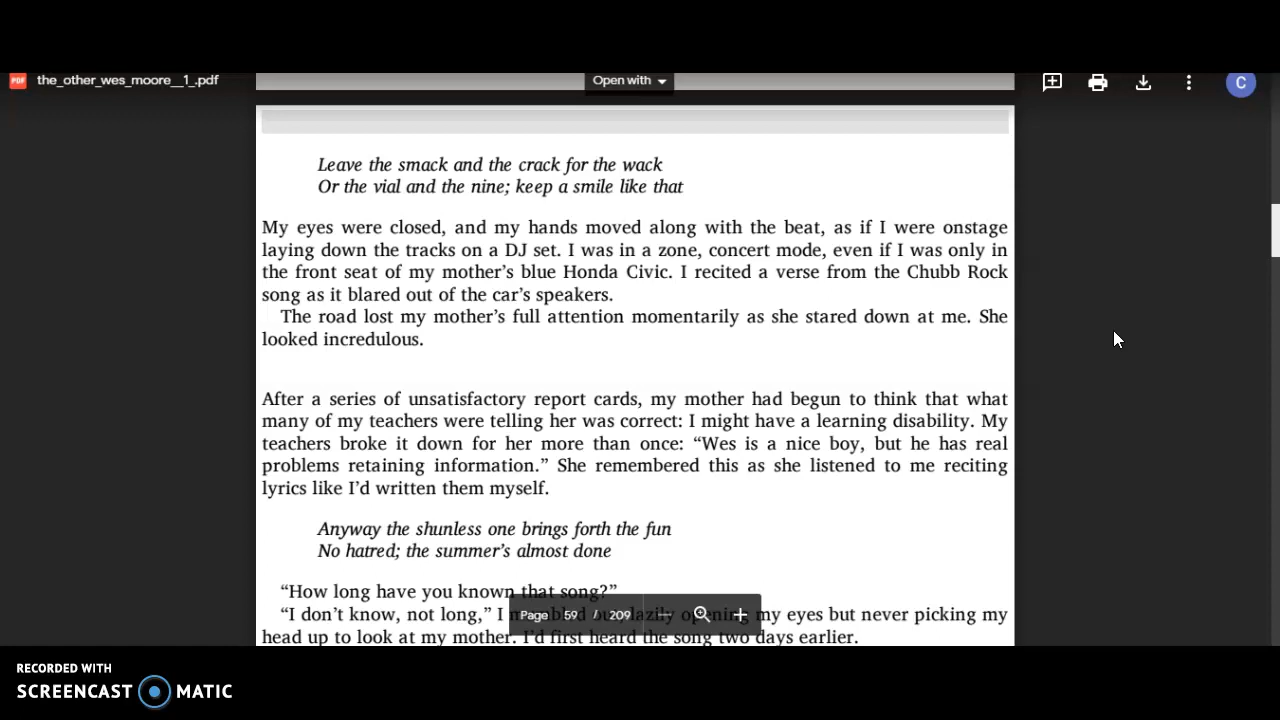 the_other_wes_moore__1_.pdf
Open with
C
Leave the smack and the crack for the wack
Or the vial and the nine; keep a smile like that
My eyes were closed, and my hands moved along with the beat, as if I were onstage
laying down the tracks on a DJ set. I was in a zone, concert mode, even if I was only in
the front seat of my mother’s blue Honda Civic. I recited a verse from the Chubb Rock
song as it blared out of the car’s speakers.
The road lost my mother’s full attention momentarily as she stared down at me. She
looked incredulous.
After a series of unsatisfactory report cards, my mother had begun to think that what
many of my teachers were telling her was correct: I might have a learning disability. My
teachers broke it down for her more than once: “Wes is a nice boy, but he has real
problems retaining information.” She remembered this as she listened to me reciting
lyrics like I’d written them myself.
Anyway the shunless one brings forth the fun
No hatred; the summer’s almost done
“How long have you known that song?”
“I don’t know, not long,” I mumbled out, lazily opening my eyes but never picking my
head up to look at my mother. I’d first heard the song two days earlier.
Page 59 / 209
RECORDED WITH
SCREENCAST MATIC